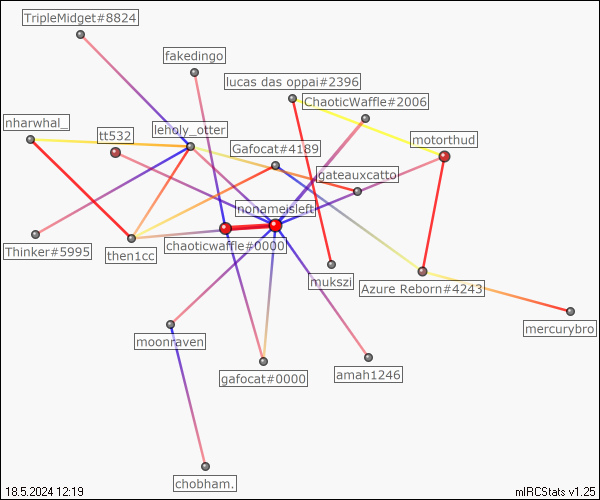 TripleMidget#8824
fakedingo
lucas das oppai#2396
ChaoticWaffle#2006
nharwhal_
tt532
leholy_otter
Gafocat#4189
motorthud
gateauxcatto
nonameisleft
Thinker#5995
then1cc
chaoticwaffle#0000
mukszi
Azure Reborn#4243
mercurybro
moonraven
gafocat#0000
amah1246
chobham.
18.5.2024 12:19
mIRCStats v1.25